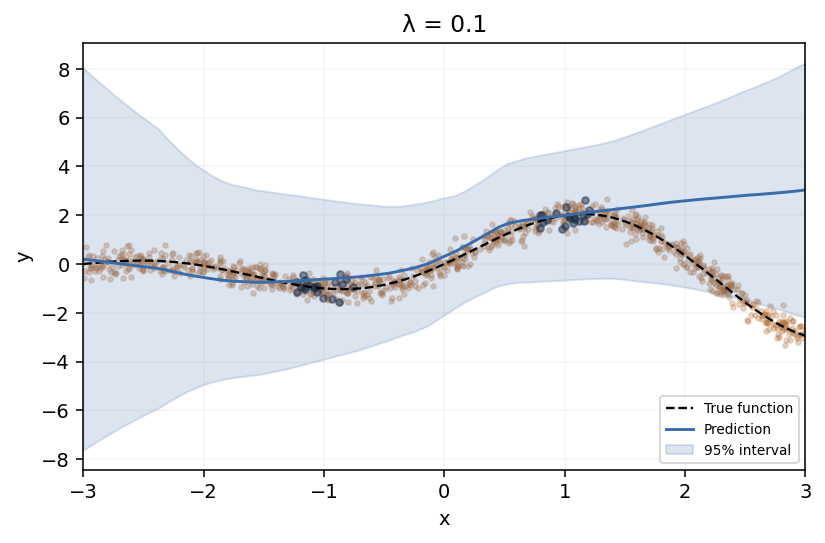 λ = 0.1
y
8
6
4
2
0
−2
−4
−6
−8
−3
−2
−1
0
1
2
3
x
True function
Prediction
95% interval